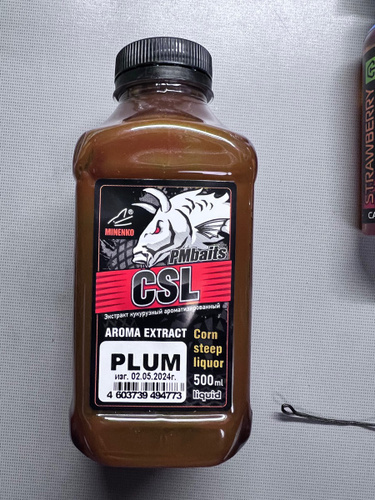 MINENKO
PMbaits
CSL
Экстракт кукурузный ароматизированный
AROMA EXTRACT
Corn
steep
liquor
PLUM
изг. 02.05.2024г.
4 603739 494773
500ml
liquid
STRAWBERRY